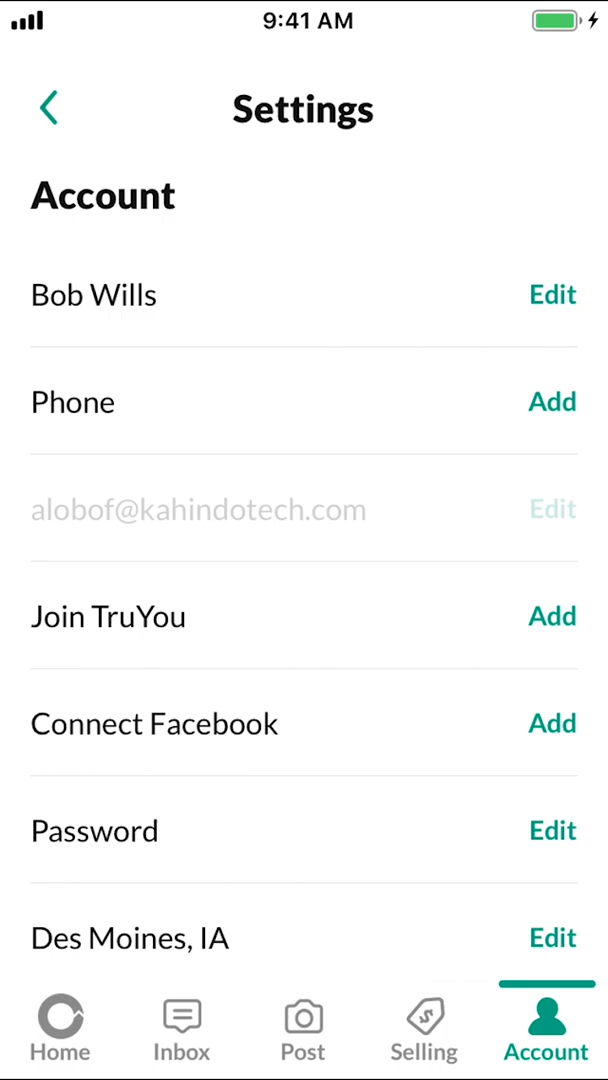 9:41 AM
Settings
Account
Bob Wills Edit
Phone Add
alobof@kahindotech.com Edit
Join TruYou Add
Connect Facebook Add
Password Edit
Des Moines, IA Edit
Home Inbox Post Selling Account